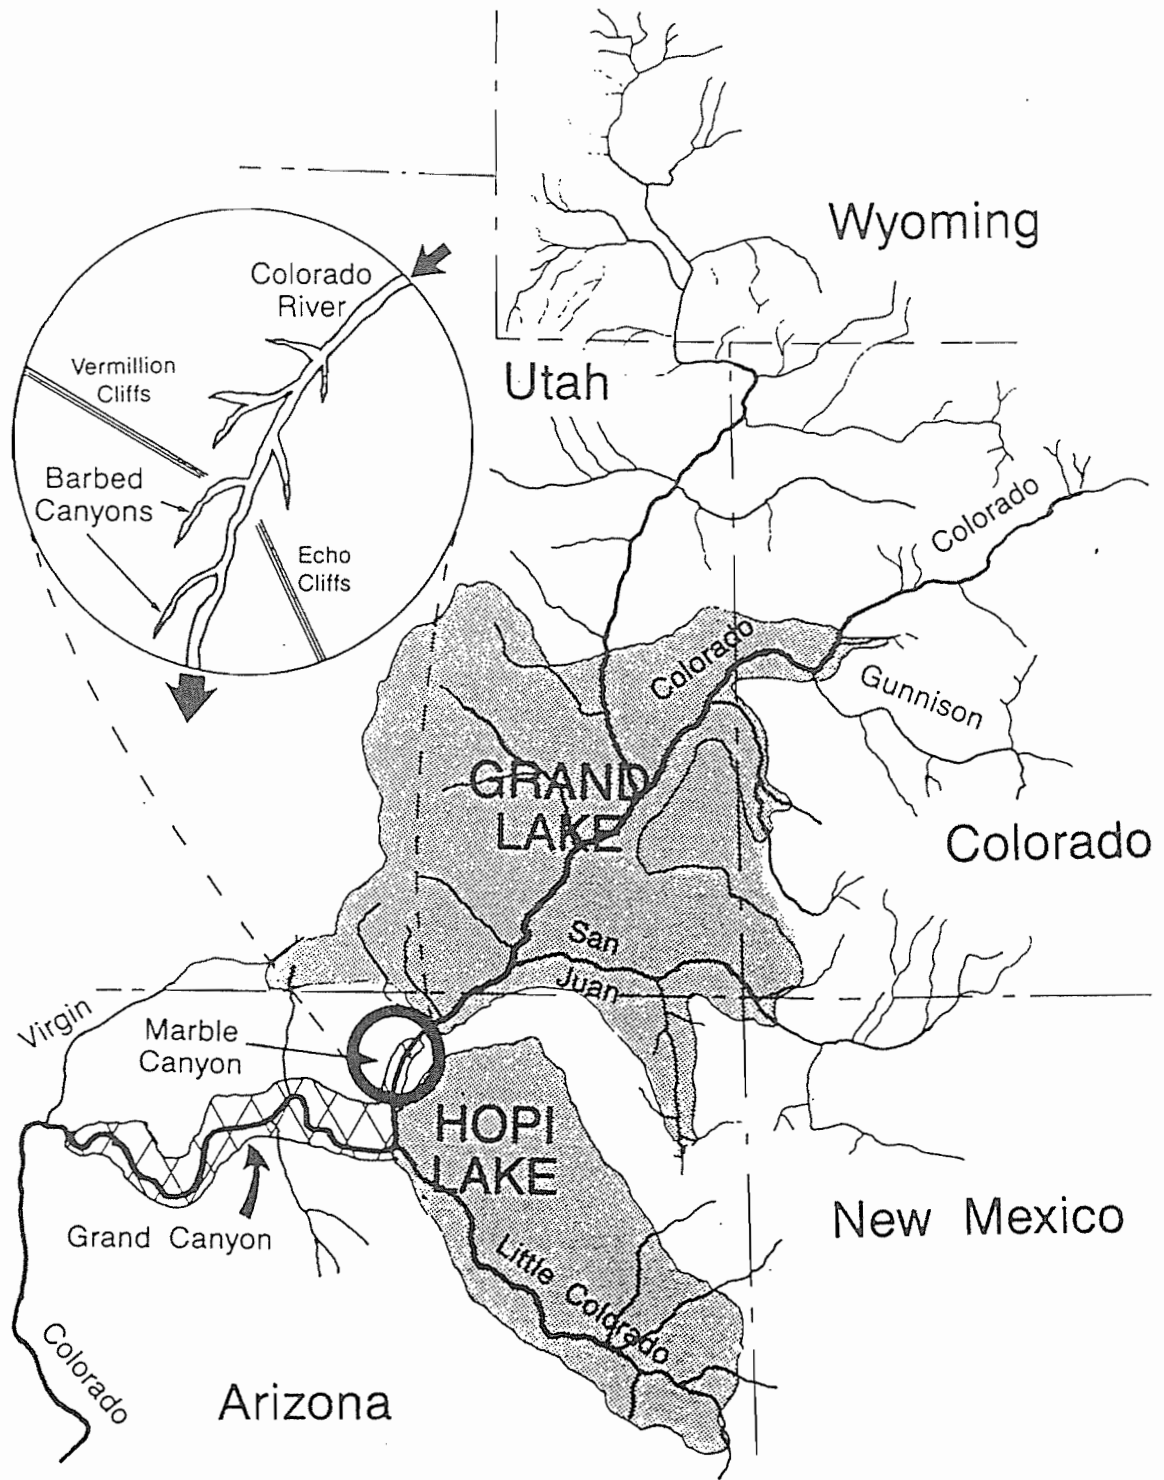 Wyoming
Colorado
River
Vermillion
Cliffs
Utah
Barbed
Canyons
Colorado
Echo
Cliffs
Colorado
Gunnison
GRAND
LAKE
Colorado
San
Juan
Virgin
Marble
Canyon
HOPI
LAKE
Grand Canyon
New Mexico
Little Colorado
Colorado
Arizona